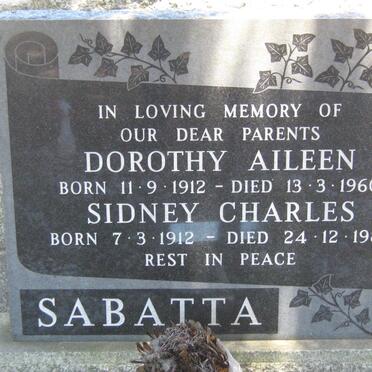 IN LOVING MEMORY OF
OUR DEAR PARENTS
DOROTHY AILEEN
BORN 11·9·1912 – DIED 13·3·1960
SIDNEY CHARLES
BORN 7·3·1912 – DIED 24·12·
REST IN PEACE
SABATTA